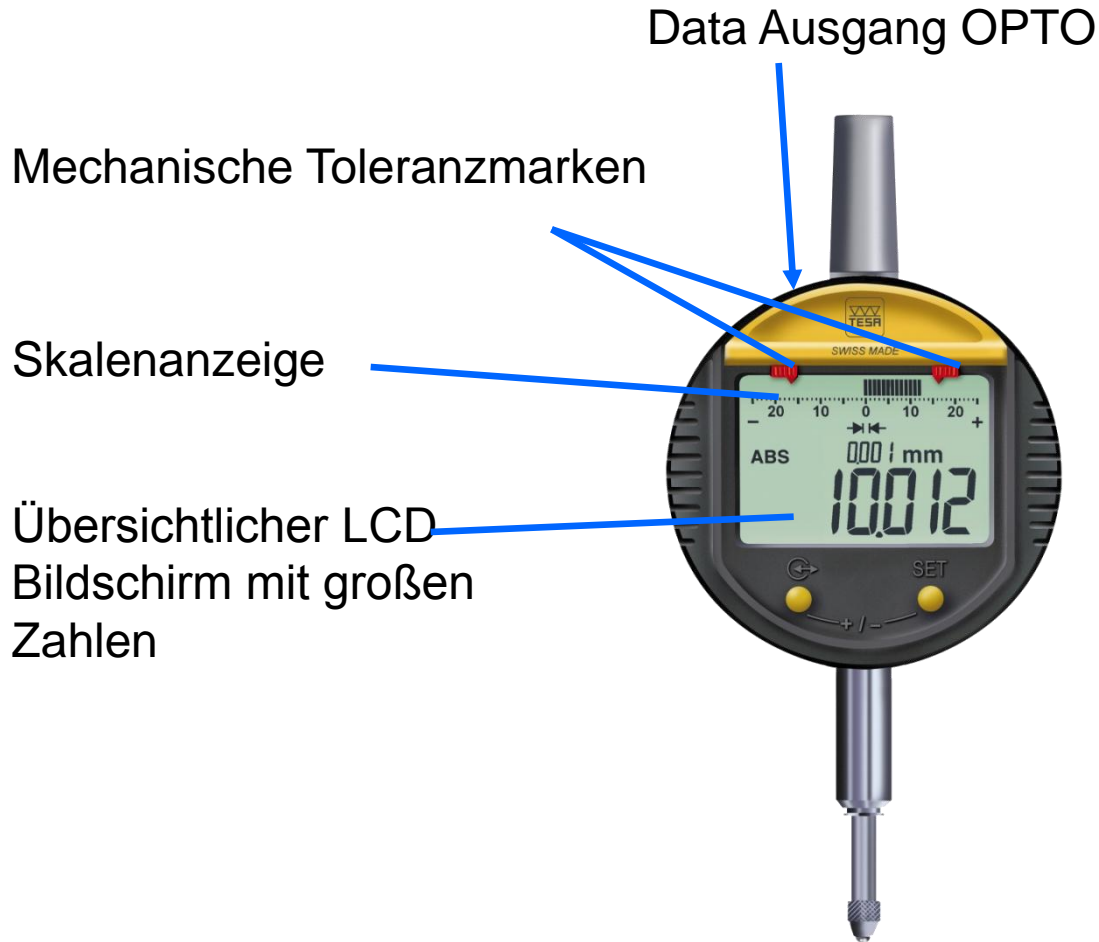 Data Ausgang OPTO
Mechanische Toleranzmarken
Skalenanzeige
Übersichtlicher LCD
Bildschirm mit großen
Zahlen
TESA
SWISS MADE
− 20 10 0 10 20 +
ABS 0,001 mm
10,012
SET
+ / −